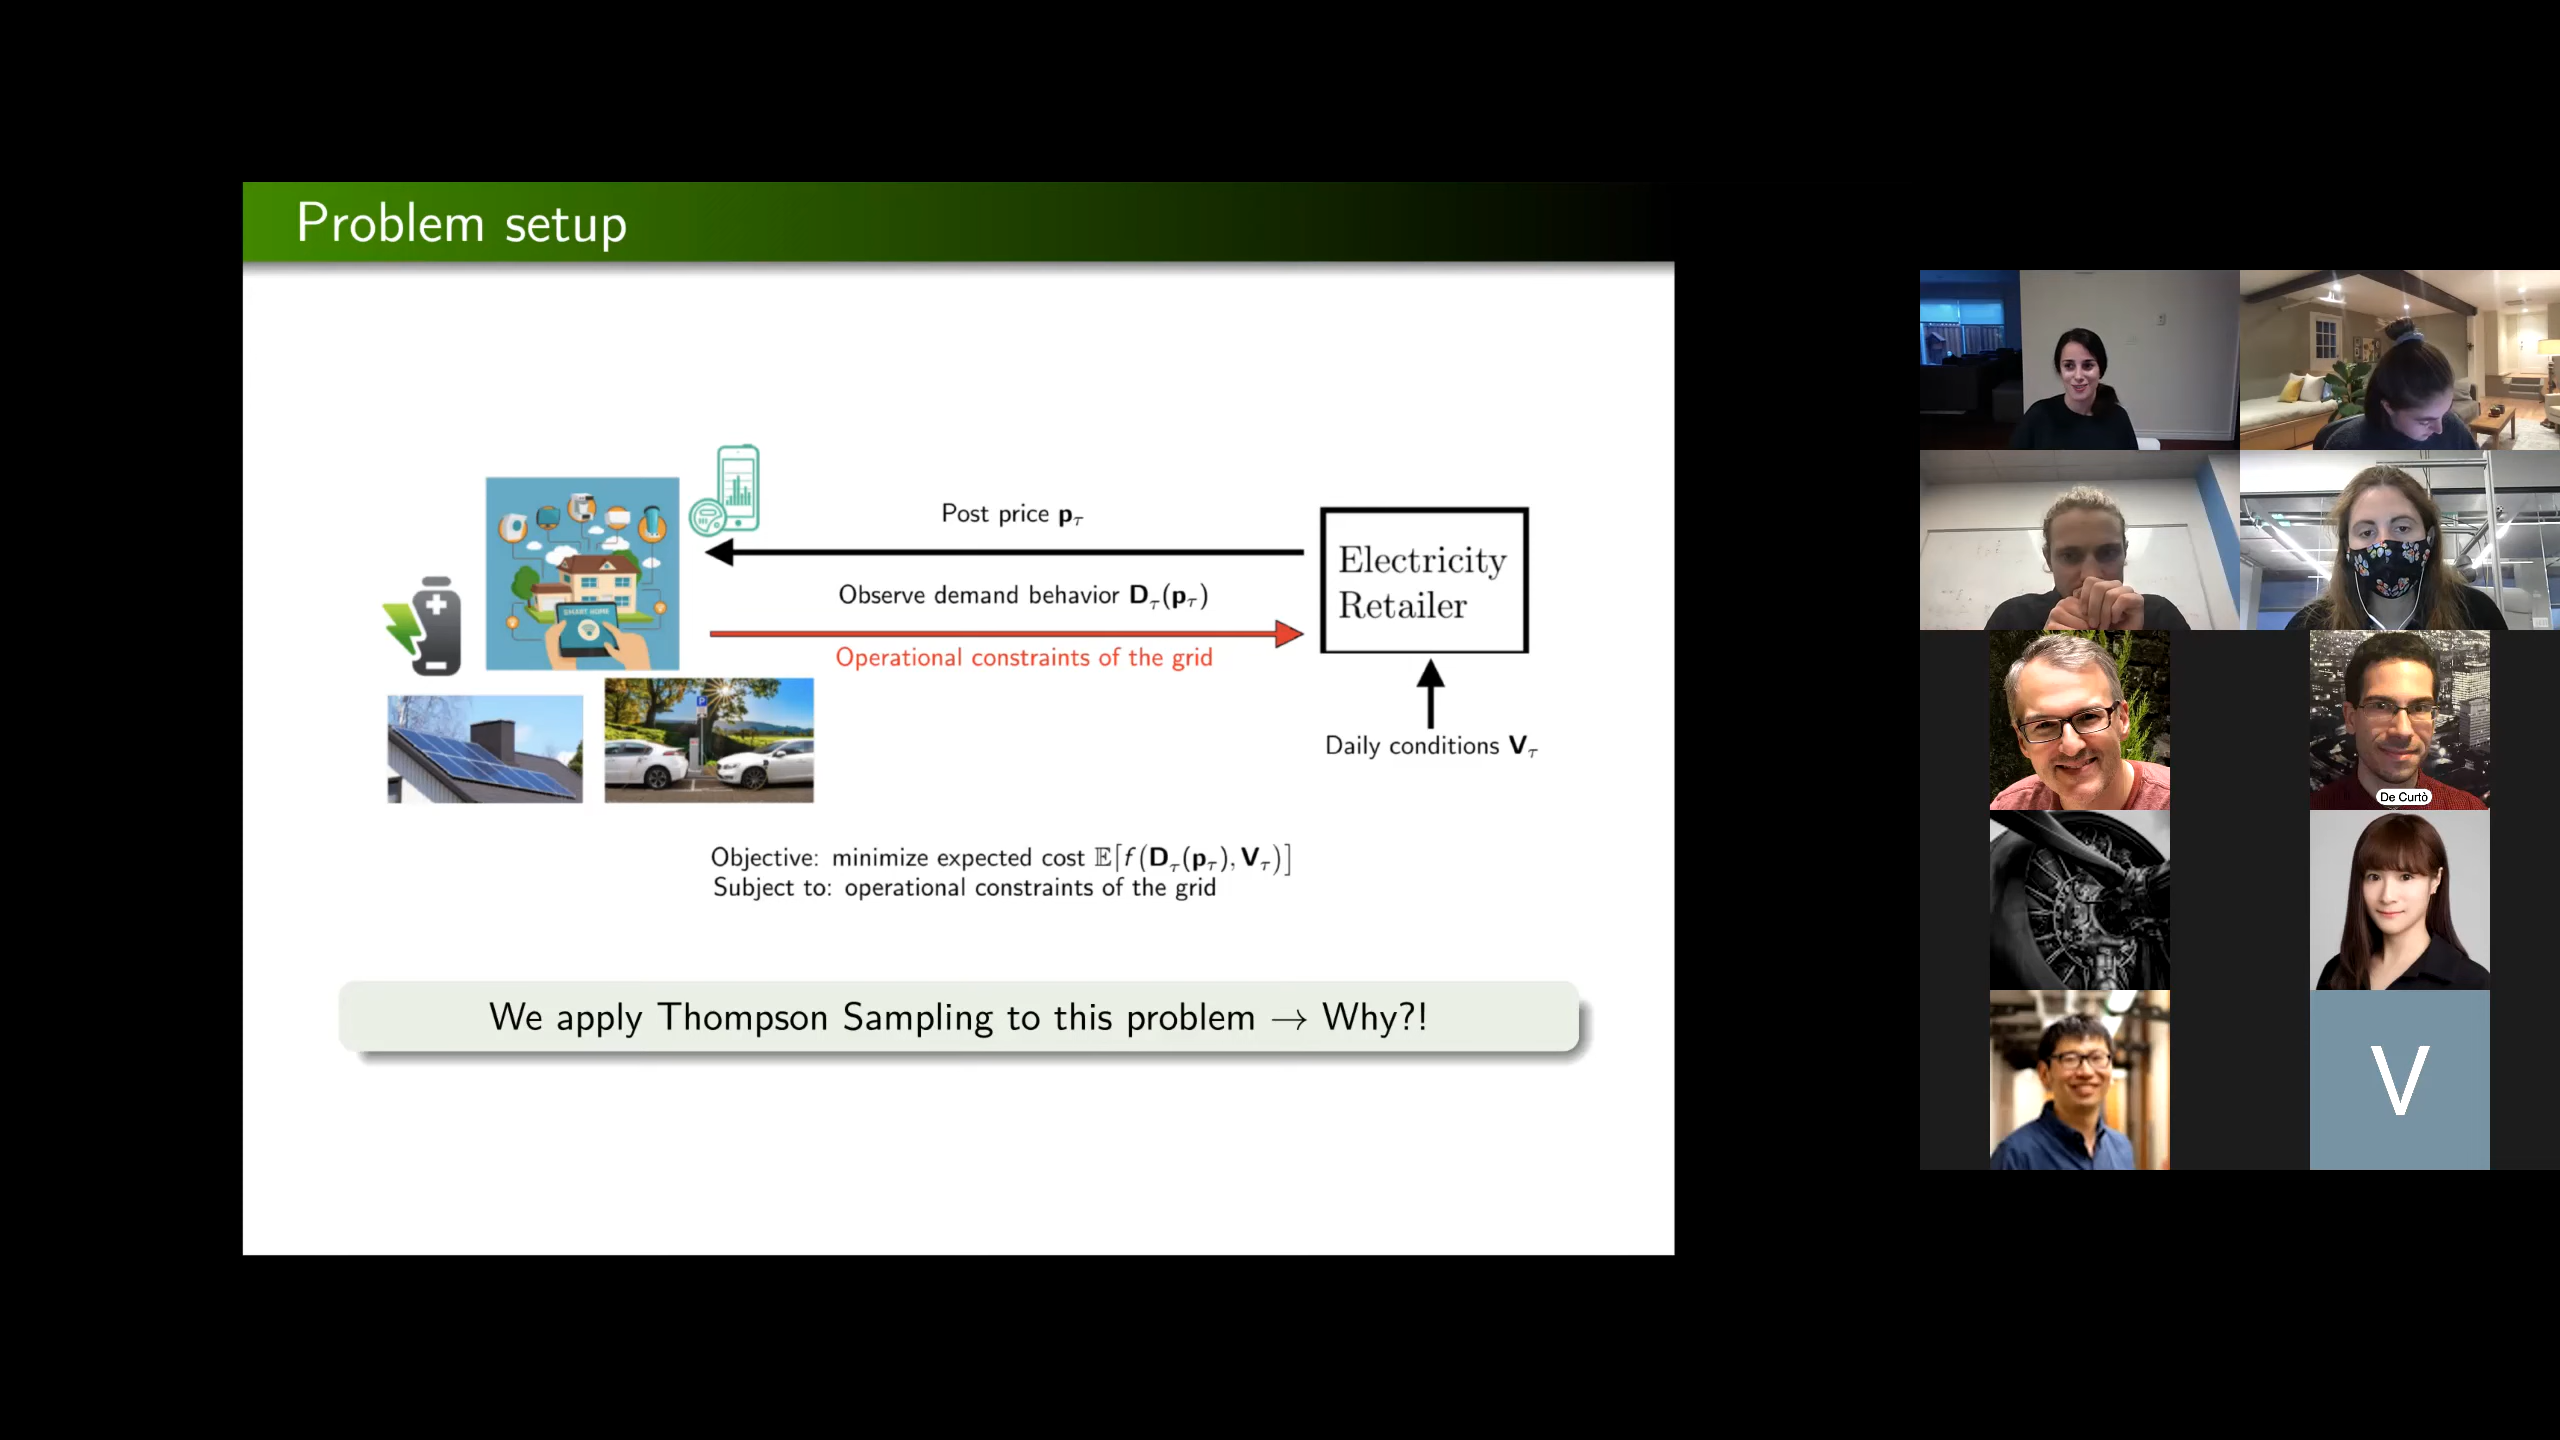 Problem setup
Post price p_τ
Observe demand behavior D_τ(p_τ)
Operational constraints of the grid
Electricity
Retailer
Daily conditions V_τ
SMART HOME
P
Objective: minimize expected cost 𝔼[f(D_τ(p_τ), V_τ)]
Subject to: operational constraints of the grid
We apply Thompson Sampling to this problem → Why?!
De Curtò
V